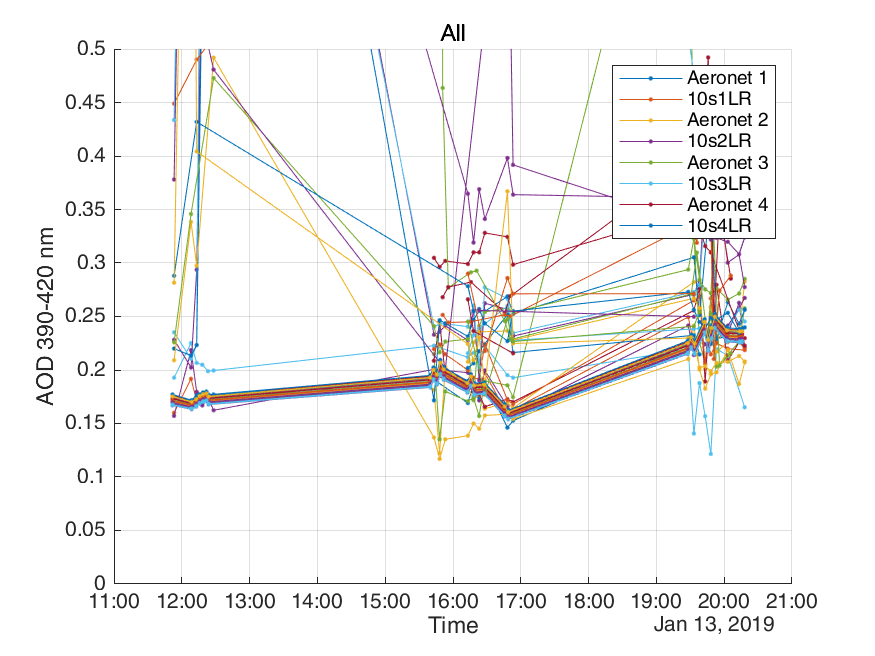 All
0.5
0.45
0.4
0.35
0.3
0.25
0.2
0.15
0.1
0.05
0
AOD 390-420 nm
Aeronet 1
10s1LR
Aeronet 2
10s2LR
Aeronet 3
10s3LR
Aeronet 4
10s4LR
11:00 12:00 13:00 14:00 15:00 16:00 17:00 18:00 19:00 20:00 21:00
Time
Jan 13, 2019